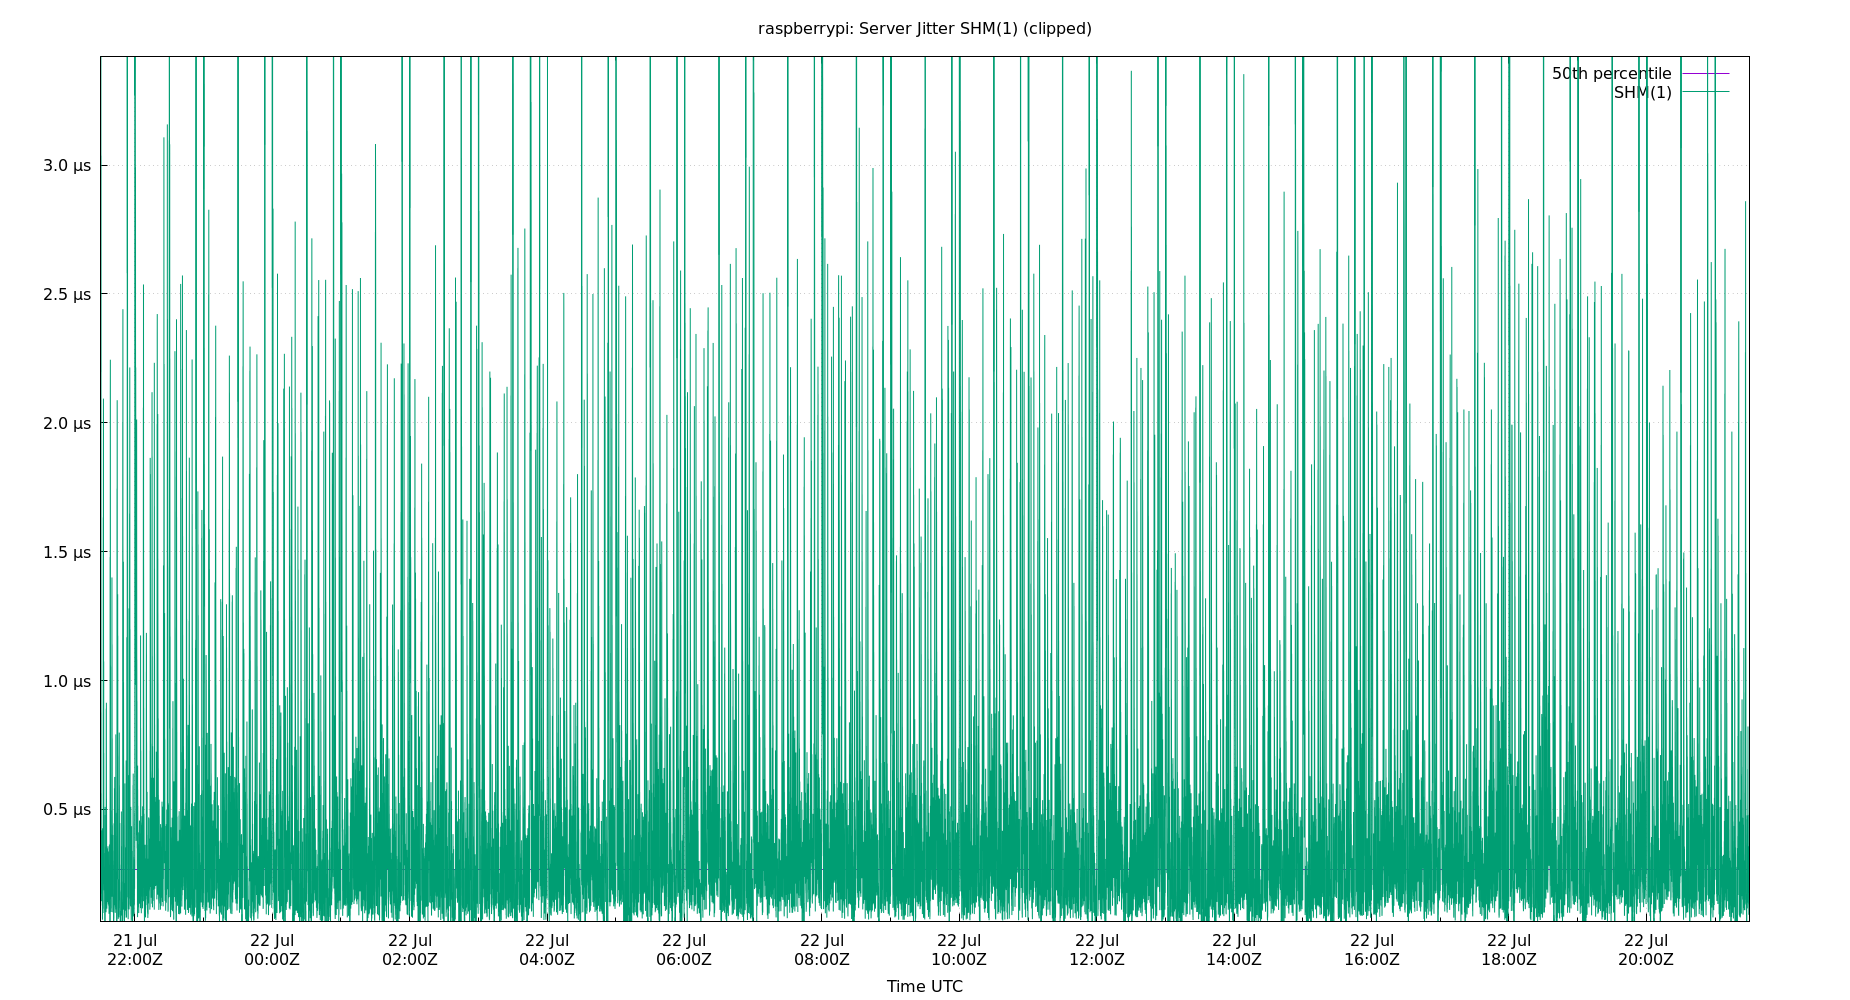 raspberrypi: Server Jitter SHM(1) (clipped)
50th percentile
SHM(1)
3.0 µs
2.5 µs
2.0 µs
1.5 µs
1.0 µs
0.5 µs
21 Jul 22 Jul 22 Jul 22 Jul 22 Jul 22 Jul 22 Jul 22 Jul 22 Jul 22 Jul 22 Jul 22 Jul
22:00Z 00:00Z 02:00Z 04:00Z 06:00Z 08:00Z 10:00Z 12:00Z 14:00Z 16:00Z 18:00Z 20:00Z
Time UTC